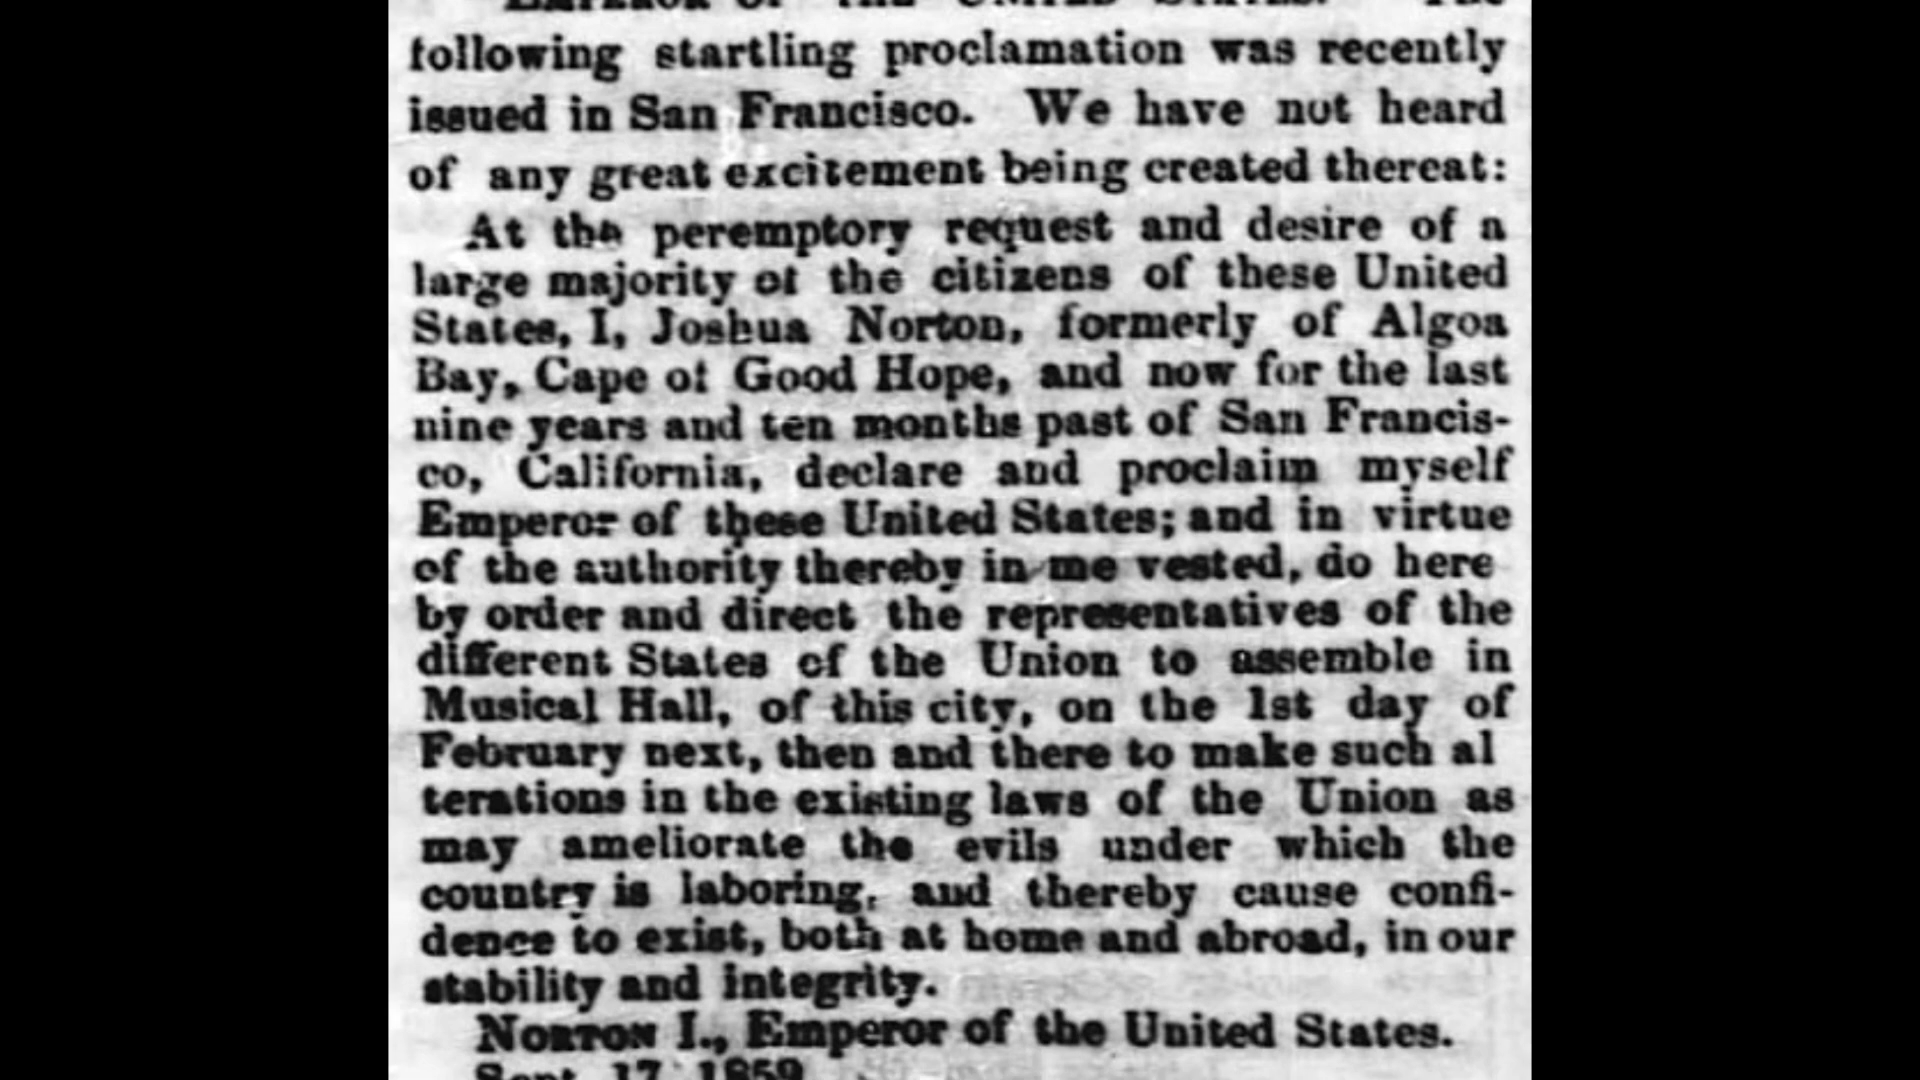 EMPEROR OF THE UNITED STATES. The
following startling proclamation was recently
issued in San Francisco. We have not heard
of any great excitement being created thereat:
At the peremptory request and desire of a
large majority of the citizens of these United
States, I, Joshua Norton, formerly of Algoa
Bay, Cape of Good Hope, and now for the last
nine years and ten months past of San Francis-
co, California, declare and proclaim myself
Emperor of these United States; and in virtue
of the authority thereby in me vested, do here
by order and direct the representatives of the
different States of the Union to assemble in
Musical Hall, of this city, on the 1st day of
February next, then and there to make such al
terations in the existing laws of the Union as
may ameliorate the evils under which the
country is laboring, and thereby cause confi-
dence to exist, both at home and abroad, in our
stability and integrity.
NORTON I., Emperor of the United States.
Sept. 17 1859